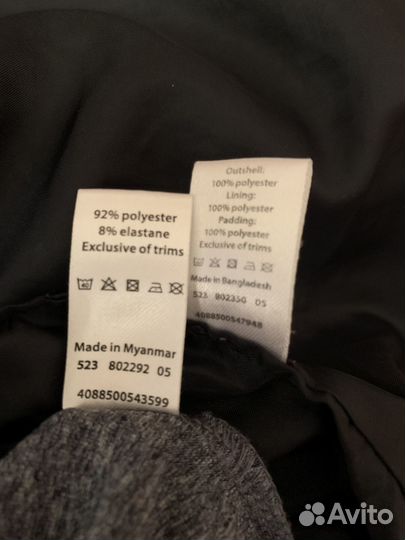 92% polyester
8% elastane
Exclusive of trims
Made in Myanmar
523 802292 05
4088500543599
Outshell:
100% polyester
Lining:
100% polyester
Padding:
100% polyester
Exclusive of trims
Made in Bangladesh
523 802350 05
4088500547948
Avito